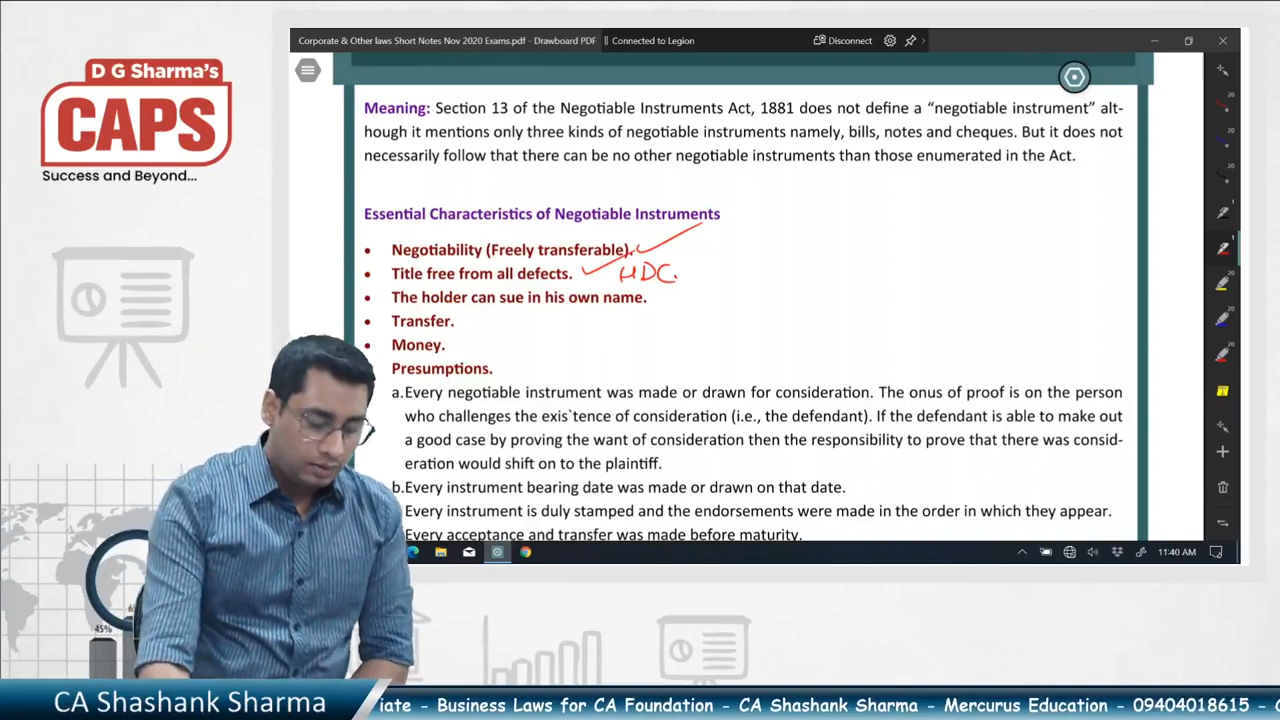 D G Sharma's
CAPS
Success and Beyond...
Corporate & Other laws Short Notes Nov 2020 Exams.pdf - Drawboard PDF
Connected to Legion
Disconnect
Meaning: Section 13 of the Negotiable Instruments Act, 1881 does not define a “negotiable instrument” alt-
hough it mentions only three kinds of negotiable instruments namely, bills, notes and cheques. But it does not
necessarily follow that there can be no other negotiable instruments than those enumerated in the Act.
Essential Characteristics of Negotiable Instruments
• Negotiability (Freely transferable).
• Title free from all defects. HDC.
• The holder can sue in his own name.
• Transfer.
• Money.
Presumptions.
a.Every negotiable instrument was made or drawn for consideration. The onus of proof is on the person
who challenges the exis`tence of consideration (i.e., the defendant). If the defendant is able to make out
a good case by proving the want of consideration then the responsibility to prove that there was consid-
eration would shift on to the plaintiff.
b.Every instrument bearing date was made or drawn on that date.
Every instrument is duly stamped and the endorsements were made in the order in which they appear.
Every acceptance and transfer was made before maturity.
11:40 AM
45%
CA Shashank Sharma
iate - Business Laws for CA Foundation - CA Shashank Sharma - Mercurus Education - 09404018615 -